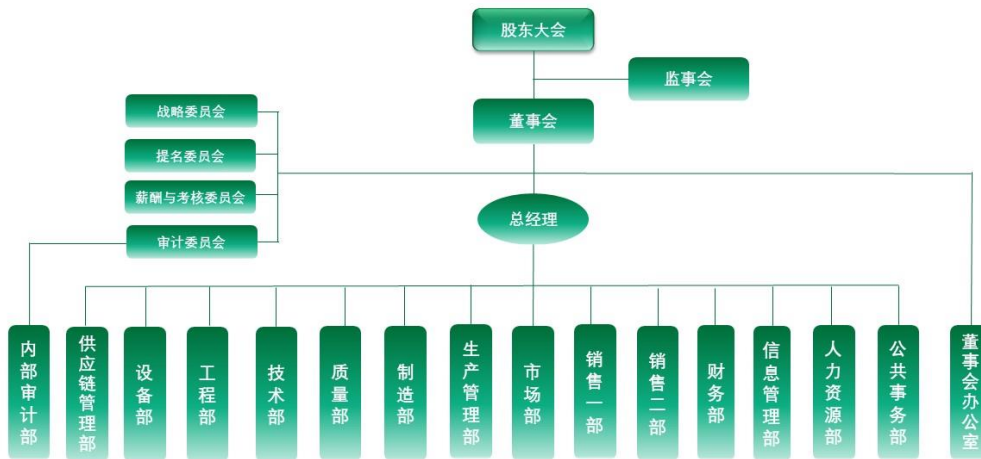 股东大会
监事会
董事会
战略委员会
提名委员会
薪酬与考核委员会
审计委员会
总经理
内部审计部
供应链管理部
设备部
工程部
技术部
质量部
制造部
生产管理部
市场部
销售一部
销售二部
财务部
信息管理部
人力资源部
公共事务部
董事会办公室